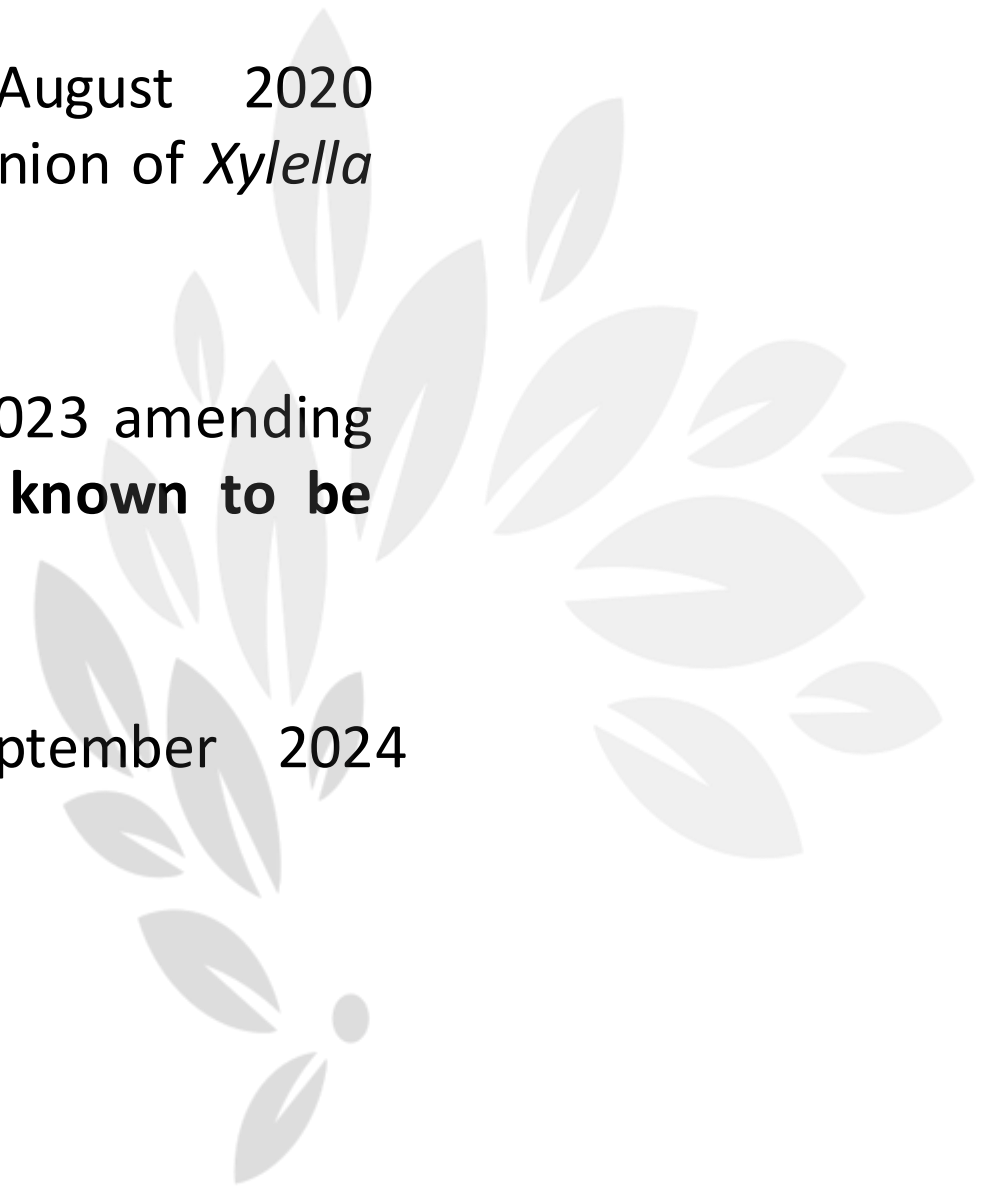 August 2020
nion of Xylella
023 amending
known to be
ptember 2024